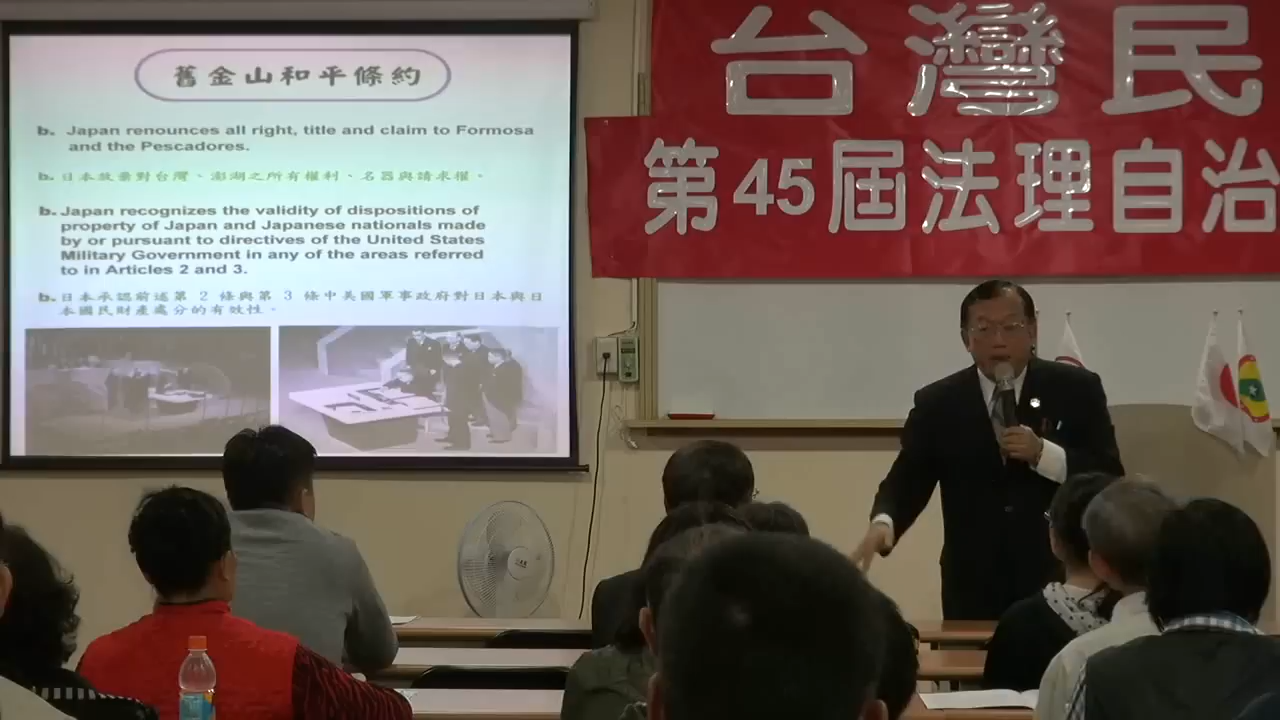 舊金山和平條約
b. Japan renounces all right, title and claim to Formosa
and the Pescadores.
b. 日本放棄對台灣、澎湖之所有權利、名器與請求權。
b. Japan recognizes the validity of dispositions of
property of Japan and Japanese nationals made
by or pursuant to directives of the United States
Military Government in any of the areas referred
to in Articles 2 and 3.
b. 日本承認前述第 2 條與第 3 條中美國軍事政府對日本與日
本國民財產處分的有效性。
台灣民
第45屆法理自治